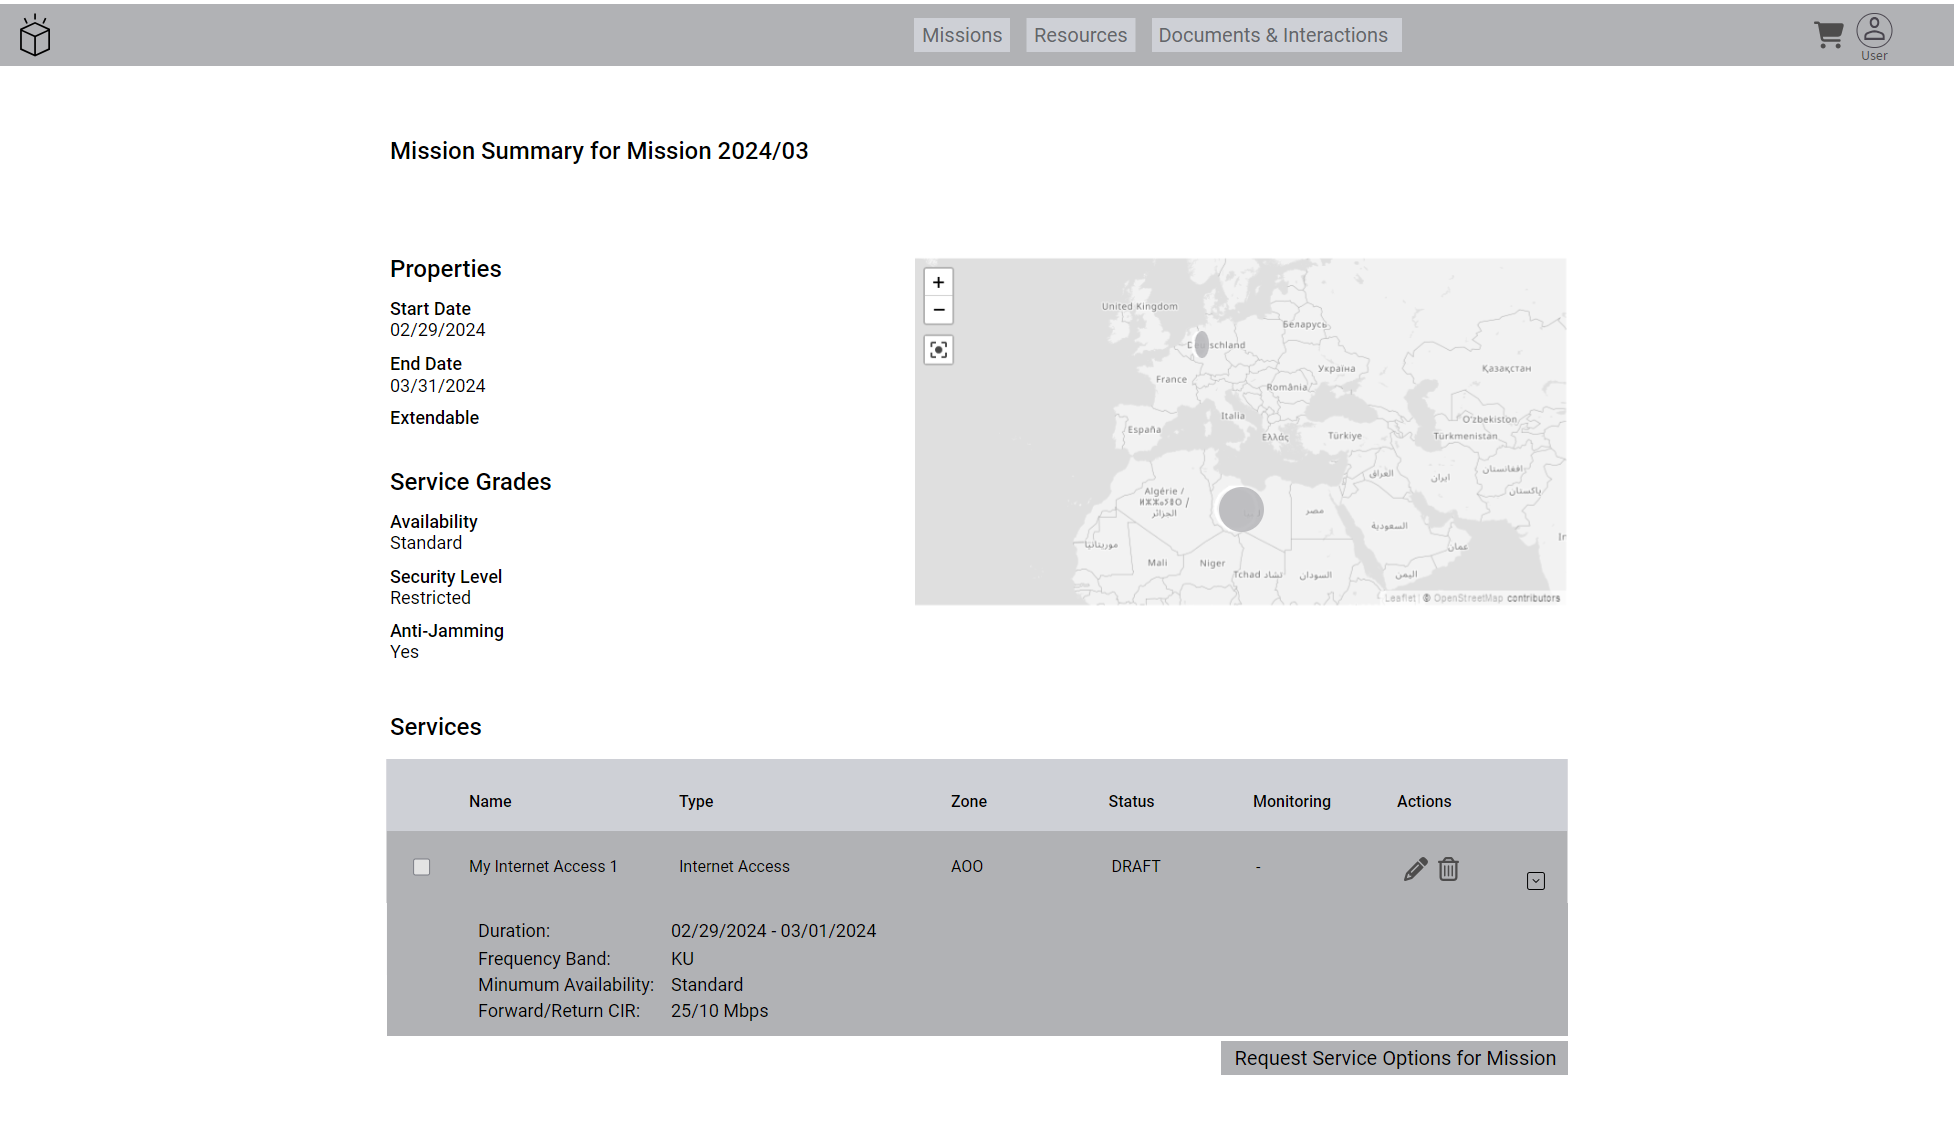 Missions Resources Documents & Interactions
User
Mission Summary for Mission 2024/03
Properties
Start Date
02/29/2024
End Date
03/31/2024
Extendable
Service Grades
Availability
Standard
Security Level
Restricted
Anti-Jamming
Yes
+
−
United Kingdom
Беларусь
schland
France
Україна
Қазақстан
România
Italia
España
Ελλάς
Türkiye
O'zbekiston
Türkmenistan
العراق
ایران
افغانستان
پاکستان
Algérie /
الجزائر
مصر
السعودية
موريتانيا
عمان
Mali
Niger
Tchad تشاد
السودان
اليمن
Leaflet | © OpenStreetMap contributors
Services
Name Type Zone Status Monitoring Actions
My Internet Access 1 Internet Access AOO DRAFT -
Duration: 02/29/2024 - 03/01/2024
Frequency Band: KU
Minumum Availability: Standard
Forward/Return CIR: 25/10 Mbps
Request Service Options for Mission